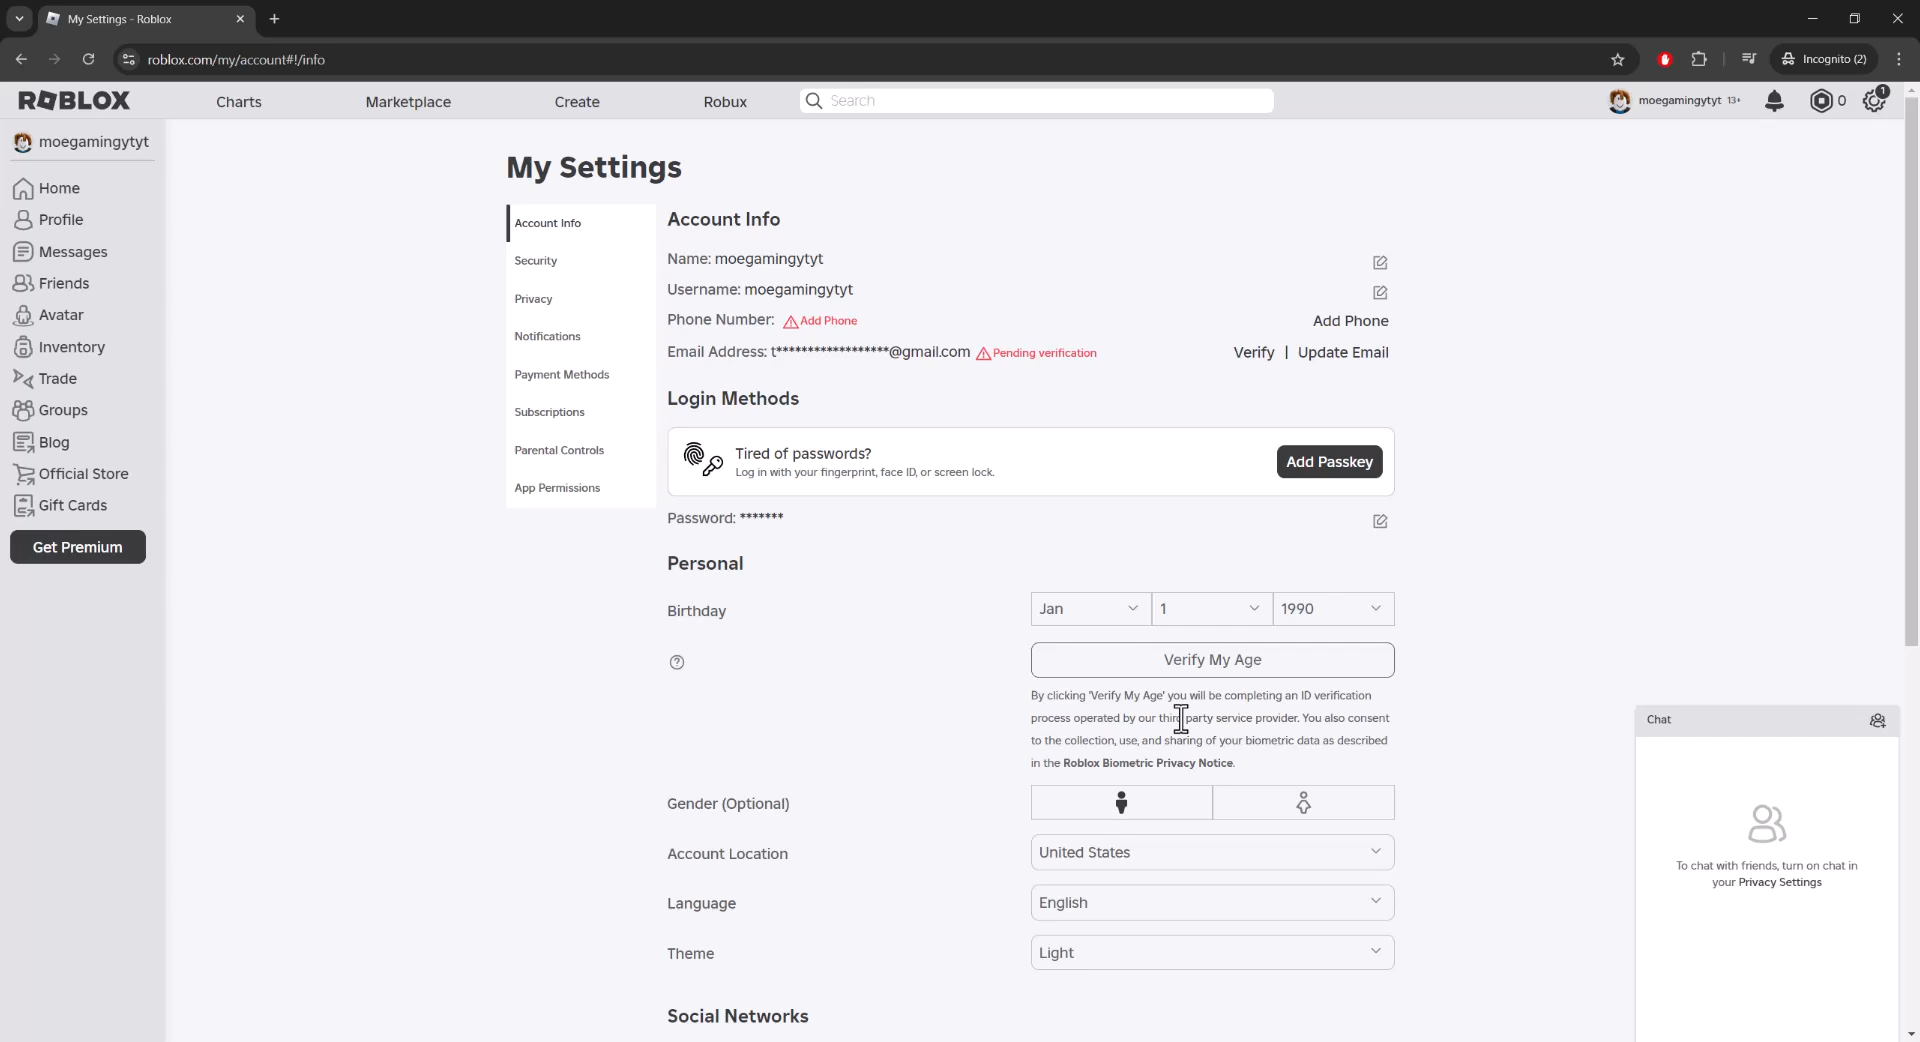 My Settings - Roblox
roblox.com/my/account#!/info
Incognito (2)
ROBLOX
Charts
Marketplace
Create
Robux
Search
moegamingytyt 13+
0
1
moegamingytyt
Home
Profile
Messages
Friends
Avatar
Inventory
Trade
Groups
Blog
Official Store
Gift Cards
Get Premium
My Settings
Account Info
Security
Privacy
Notifications
Payment Methods
Subscriptions
Parental Controls
App Permissions
Account Info
Name: moegamingytyt
Username: moegamingytyt
Phone Number: Add Phone
Add Phone
Email Address: t******************@gmail.com Pending verification
Verify | Update Email
Login Methods
Tired of passwords?
Log in with your fingerprint, face ID, or screen lock.
Add Passkey
Password: *******
Personal
Birthday
Jan
1
1990
Verify My Age
By clicking 'Verify My Age' you will be completing an ID verification
process operated by our third party service provider. You also consent
to the collection, use, and sharing of your biometric data as described
in the Roblox Biometric Privacy Notice.
Gender (Optional)
Account Location
United States
Language
English
Theme
Light
Social Networks
Chat
To chat with friends, turn on chat in
your Privacy Settings